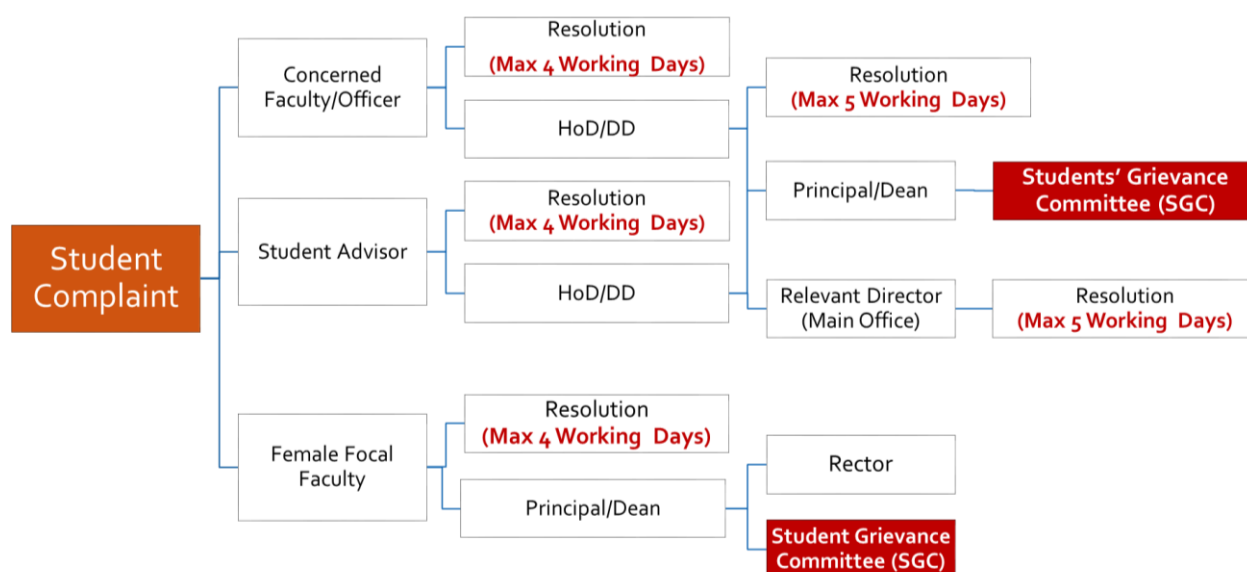 Student
Complaint
Concerned
Faculty/Officer
Resolution
(Max 4 Working Days)
HoD/DD
Resolution
(Max 5 Working Days)
Principal/Dean
Students' Grievance
Committee (SGC)
Student Advisor
Resolution
(Max 4 Working Days)
HoD/DD
Relevant Director
(Main Office)
Resolution
(Max 5 Working Days)
Female Focal
Faculty
Resolution
(Max 4 Working Days)
Principal/Dean
Rector
Student Grievance
Committee (SGC)